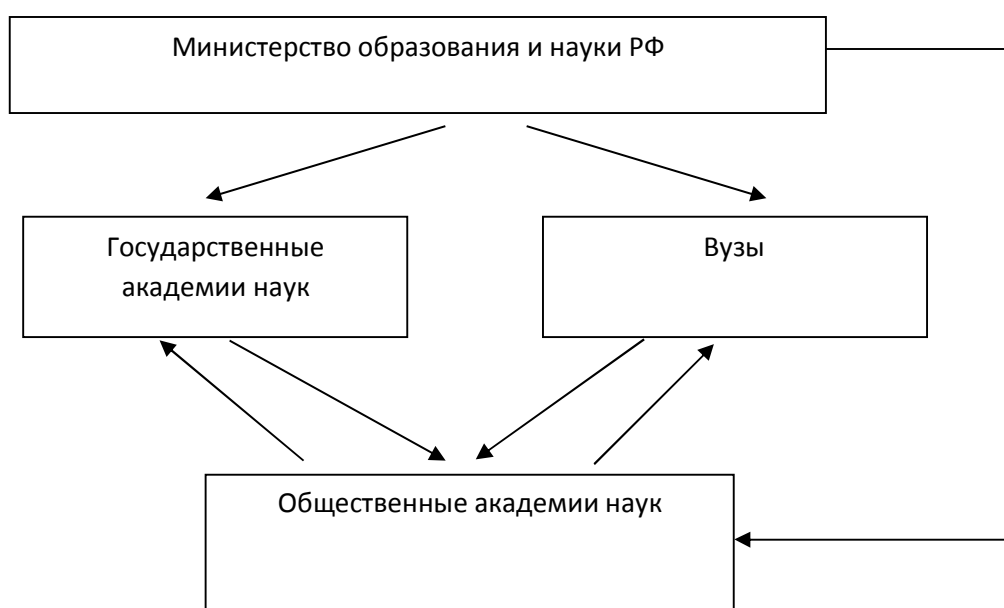 Министерство образования и науки РФ
Государственные
академии наук
Вузы
Общественные академии наук